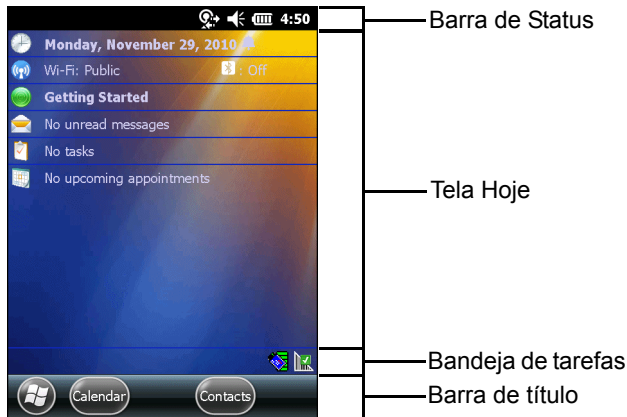 4:50
Barra de Status
Monday, November 29, 2010
Wi-Fi: Public : Off
Getting Started
No unread messages
No tasks
No upcoming appointments
Tela Hoje
Bandeja de tarefas
Calendar Contacts
Barra de título